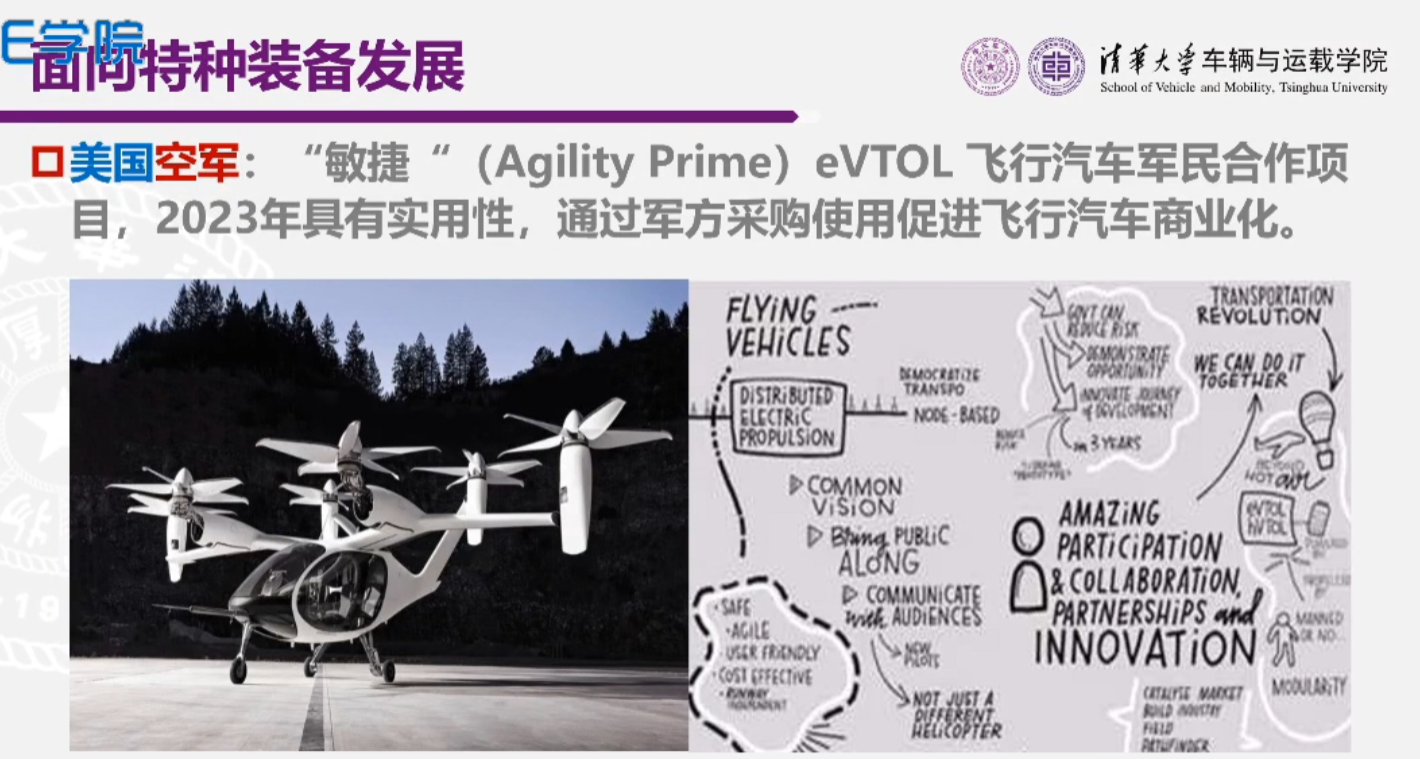 E学院
面向特种装备发展
清华大学 车辆与运载学院
School of Vehicle and Mobility, Tsinghua University
美国空军：“敏捷“（Agility Prime）eVTOL 飞行汽车军民合作项
目，2023年具有实用性，通过军方采购使用促进飞行汽车商业化。
FLYING
VEHICLES
DISTRIBUTED
ELECTRIC
PROPULSION
DEMOCRATIZE
TRANSPO
NODE-BASED
COMMON
VISION
Bring PUBLIC
ALONG
COMMUNICATE
with AUDIENCES
NEW
PILOTS
NOT JUST A
DIFFERENT
HELICOPTER
• SAFE
• AGILE
USER FRIENDLY
• COST EFFECTIVE
• RUNWAY
INDEPENDENT
GOVT CAN
REDUCE RISK
DEMONSTRATE
OPPORTUNITY
INNOVATE JOURNEY
of DEVELOPMENT
in 3 YEARS
TRANSPORTATION
REVOLUTION
WE CAN DO IT
TOGETHER
AMAZING
PARTICIPATION
& COLLABORATION,
PARTNERSHIPS and
INNOVATION
NOT air
eVTOL
hVTOL
MANNED
OR NO...
MODULARITY
CATALYSE MARKET
BUILD INDUSTRY
FIELD
PATHFINDER